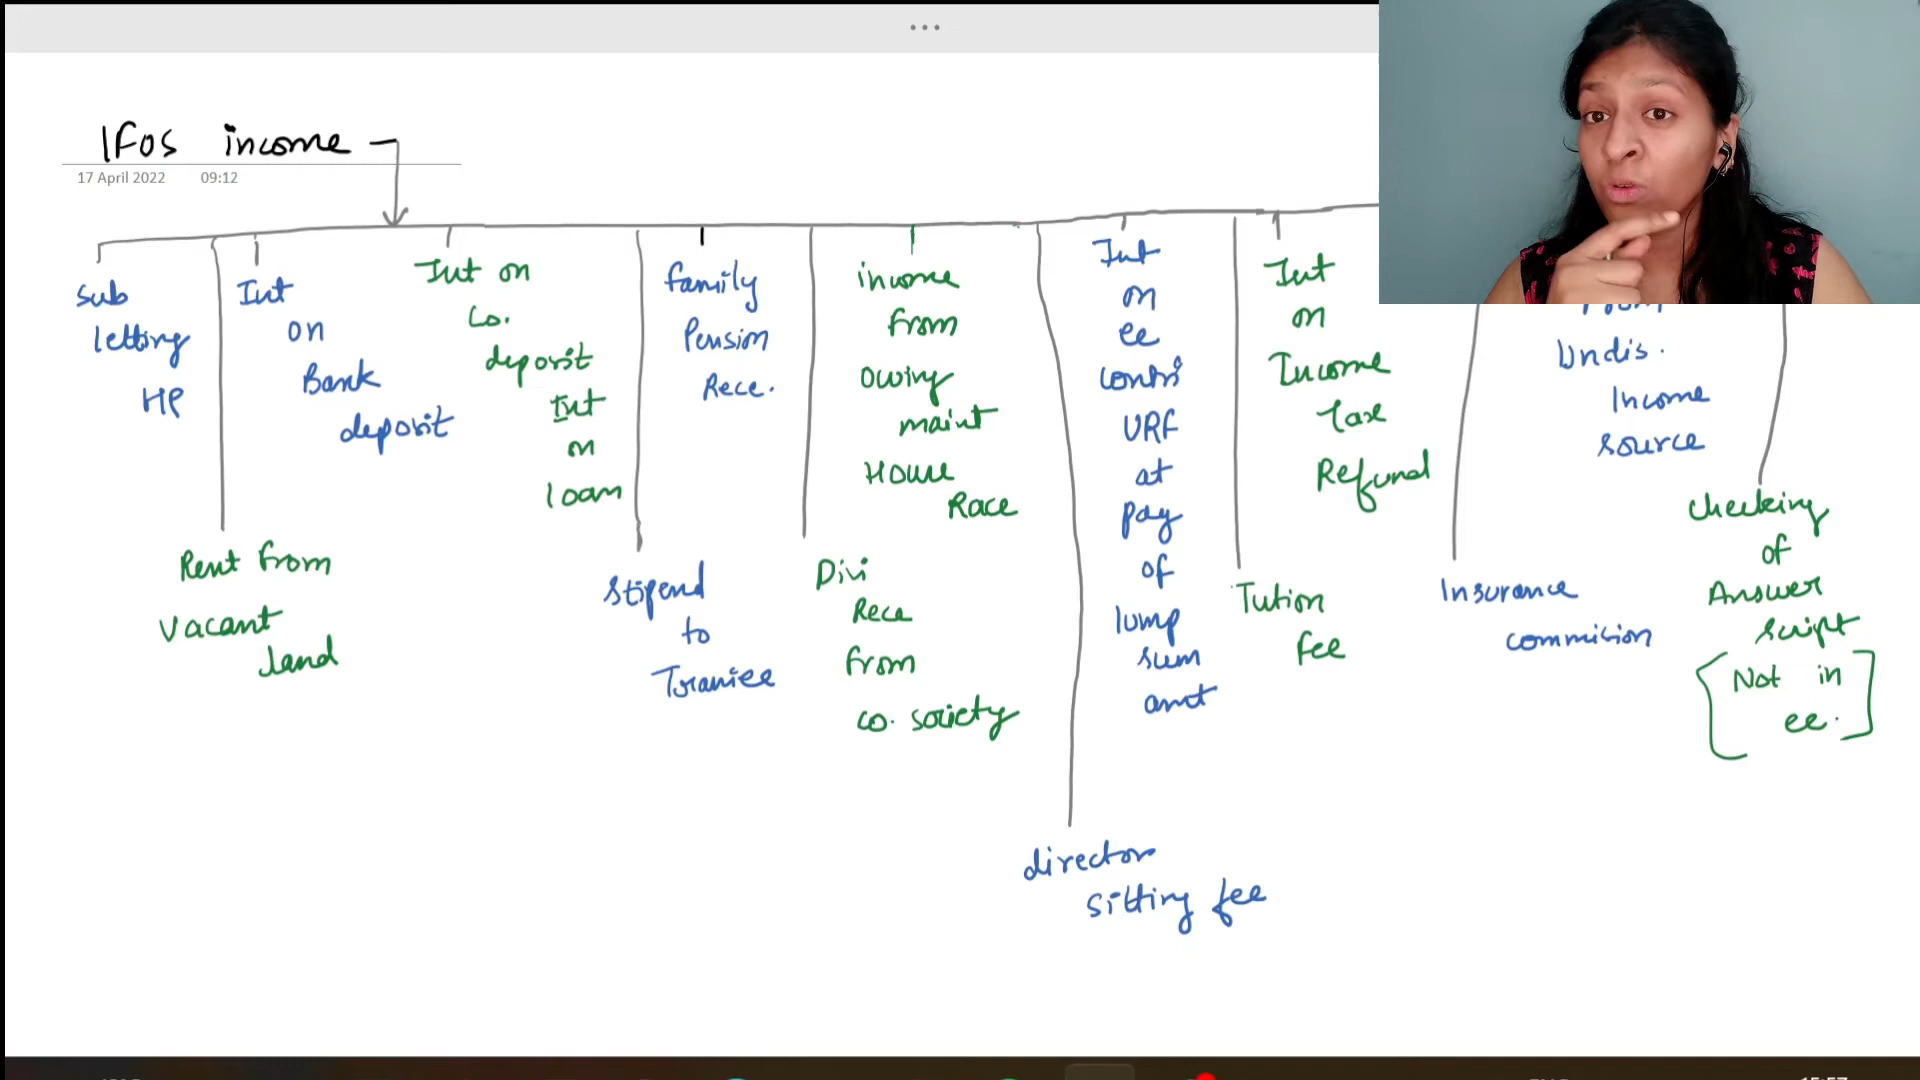 IFOS income
17 April 2022 09:12
Sub
letting
HP
Rent from
vacant
land
Int
on
Bank
deposit
Int on
co.
deposit
Int
on
loan
Stipend
to
Traniee
family
Pension
Rece.
Divi
Rece
from
co. society
income
from
owing
maint
House
Race
director
sitting fee
Int
on
ee
contri
URF
at
pay
of
lump
sum
amt
Tution
fee
Int
on
Income
Tax
Refund
Insurance
commision
Undis.
Income
source
checking
of
Answer
script
[Not in
ee.]